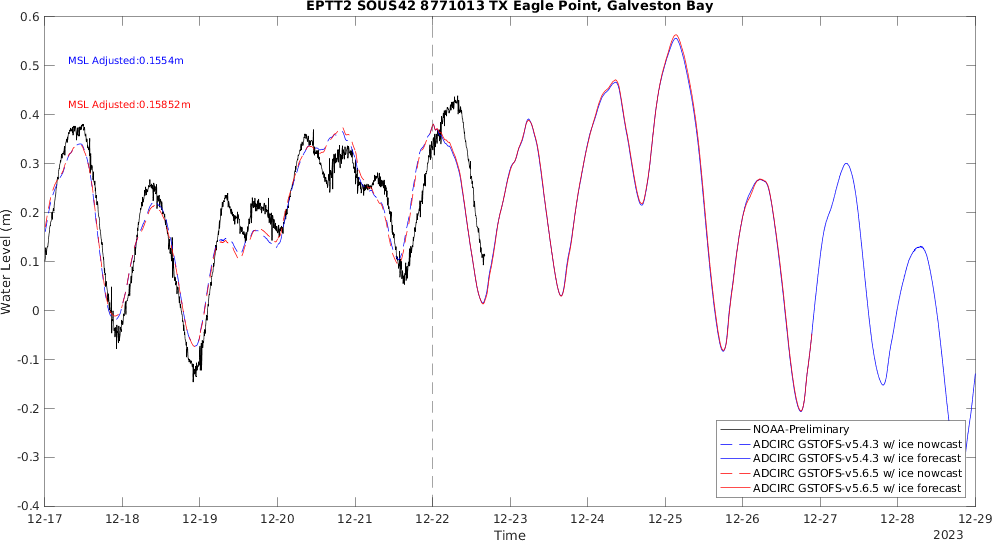 EPTT2 SOUS42 8771013 TX Eagle Point, Galveston Bay
0.6
0.5
0.4
0.3
0.2
0.1
0
-0.1
-0.2
-0.3
-0.4
Water Level (m)
MSL Adjusted:0.1554m
MSL Adjusted:0.15852m
NOAA-Preliminary
ADCIRC GSTOFS-v5.4.3 w/ ice nowcast
ADCIRC GSTOFS-v5.4.3 w/ ice forecast
ADCIRC GSTOFS-v5.6.5 w/ ice nowcast
ADCIRC GSTOFS-v5.6.5 w/ ice forecast
12-17 12-18 12-19 12-20 12-21 12-22 12-23 12-24 12-25 12-26 12-27 12-28 12-29
Time
2023